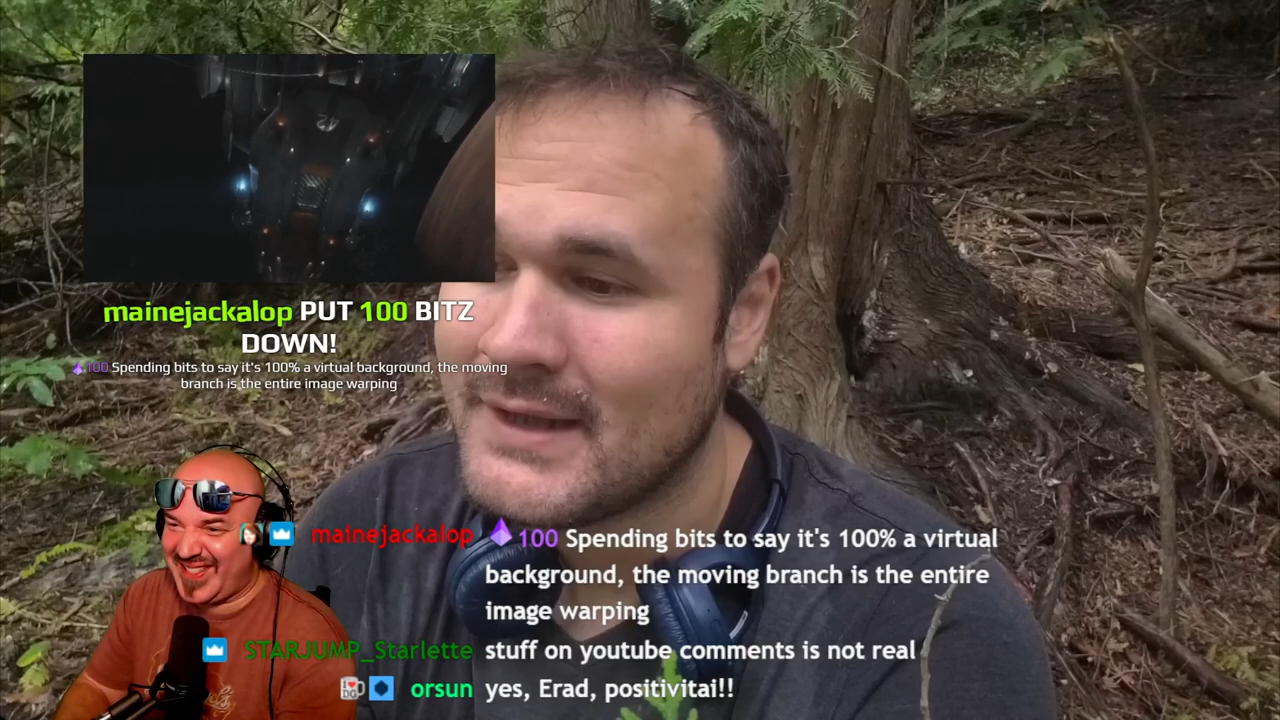 mainejackalop PUT 100 BITZ
DOWN!
100 Spending bits to say it's 100% a virtual background, the moving
branch is the entire image warping
mainejackalop 100 Spending bits to say it's 100% a virtual
background, the moving branch is the entire
image warping
STARJUMP_Starlette stuff on youtube comments is not real
orsun yes, Erad, positivitai!!